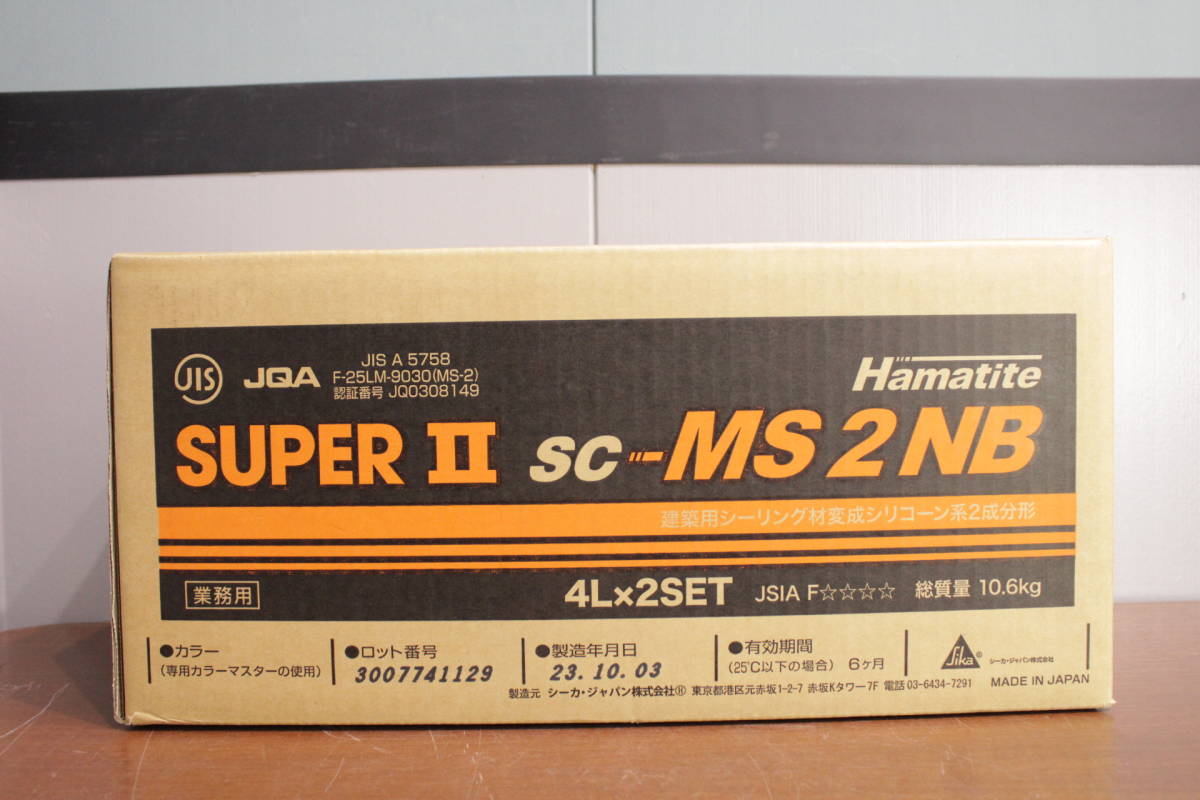 JIS
JQA
JIS A 5758
F-25LM-9030(MS-2)
認証番号 JQ0308149
Hamatite
SUPER II SC-MS2NB
建築用シーリング材変成シリコーン系2成分形
業務用
4L×2SET JSIA F☆☆☆☆ 総質量 10.6kg
●カラー
(専用カラーマスターの使用)
●ロット番号
3007741129
●製造年月日
23.10.03
●有効期間
(25℃以下の場合) 6ヶ月
Sika® シーカ・ジャパン株式会社
製造元 シーカ・ジャパン株式会社Ⓗ 東京都港区元赤坂1-2-7 赤坂Kタワー7F 電話 03-6434-7291
MADE IN JAPAN